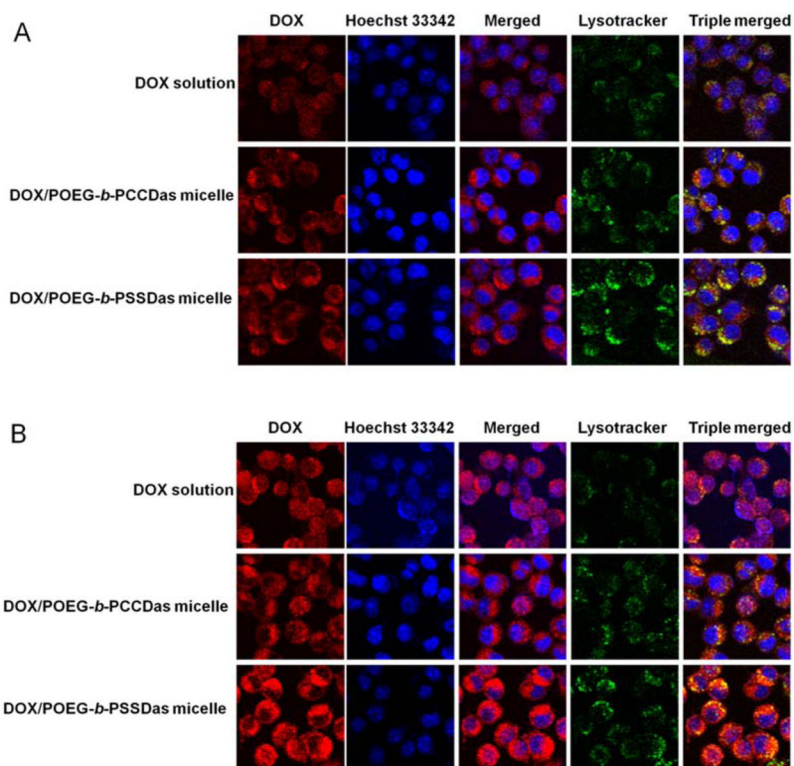 A
DOX Hoechst 33342 Merged Lysotracker Triple merged
DOX solution
DOX/POEG-b-PCCDas micelle
DOX/POEG-b-PSSDas micelle
B
DOX Hoechst 33342 Merged Lysotracker Triple merged
DOX solution
DOX/POEG-b-PCCDas micelle
DOX/POEG-b-PSSDas micelle